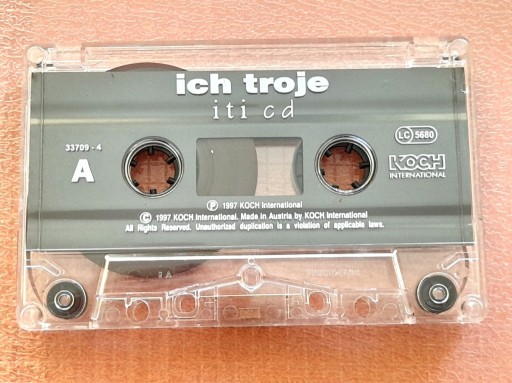 ich troje
iti cd
LC 5680
33709 - 4
A
KOCH
INTERNATIONAL
Ⓟ 1997 KOCH International
© 1997 KOCH International. Made in Austria by KOCH International
All Rights Reserved. Unauthorized duplication is a violation of applicable laws.